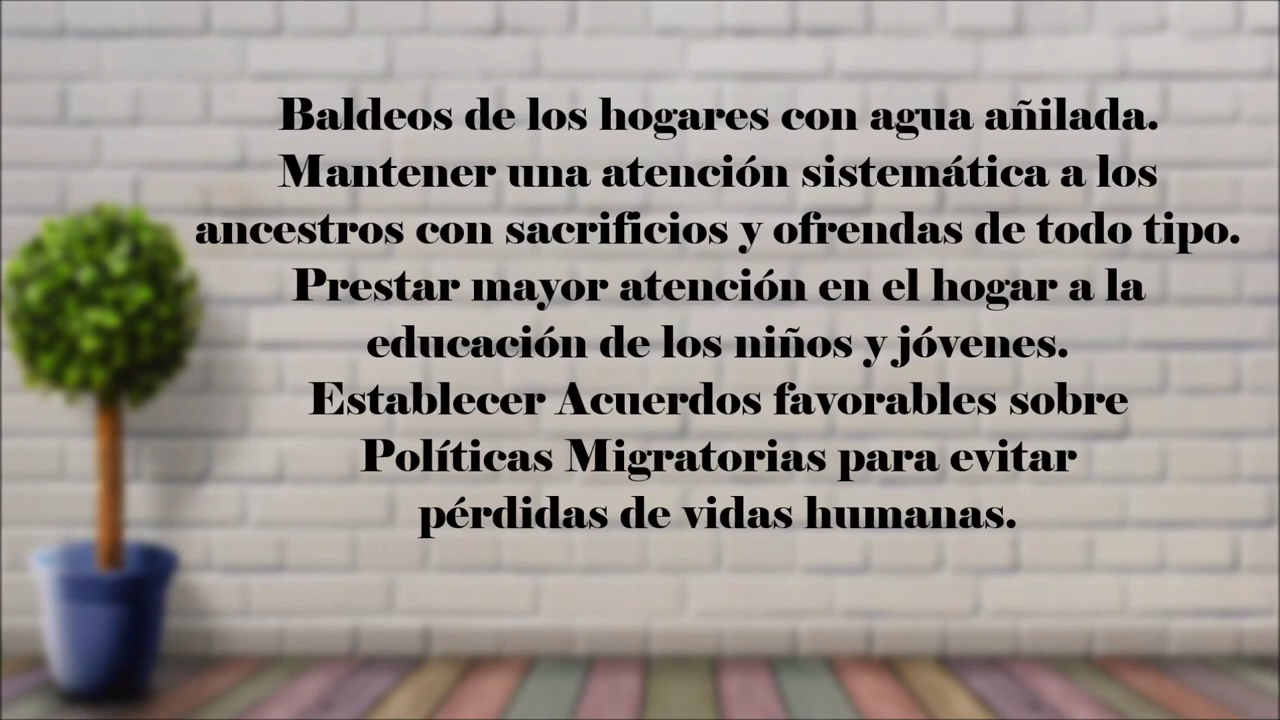 Baldeos de los hogares con agua añilada.
Mantener una atención sistemática a los
ancestros con sacrificios y ofrendas de todo tipo.
Prestar mayor atención en el hogar a la
educación de los niños y jóvenes.
Establecer Acuerdos favorables sobre
Políticas Migratorias para evitar
pérdidas de vidas humanas.